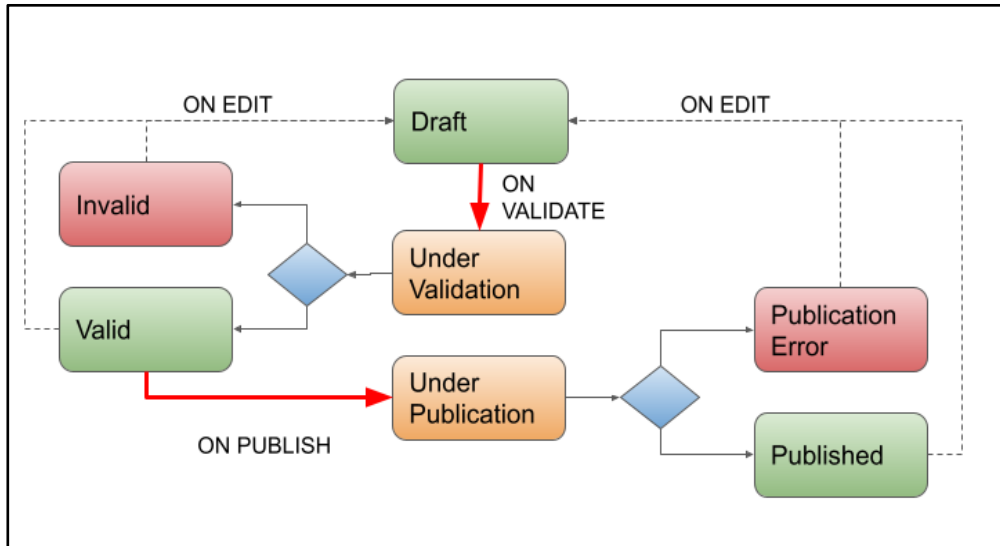 ON EDIT
Draft
ON EDIT
Invalid
ON
VALIDATE
Under
Validation
Valid
Publication
Error
Under
Publication
ON PUBLISH
Published